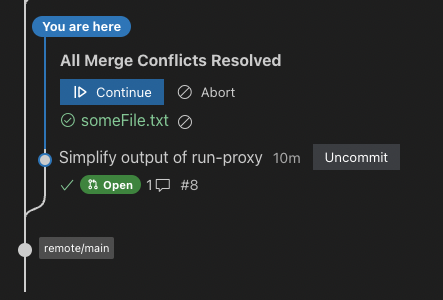 You are here
All Merge Conflicts Resolved
Continue Abort
someFile.txt
Simplify output of run-proxy 10m Uncommit
Open 1 #8
remote/main